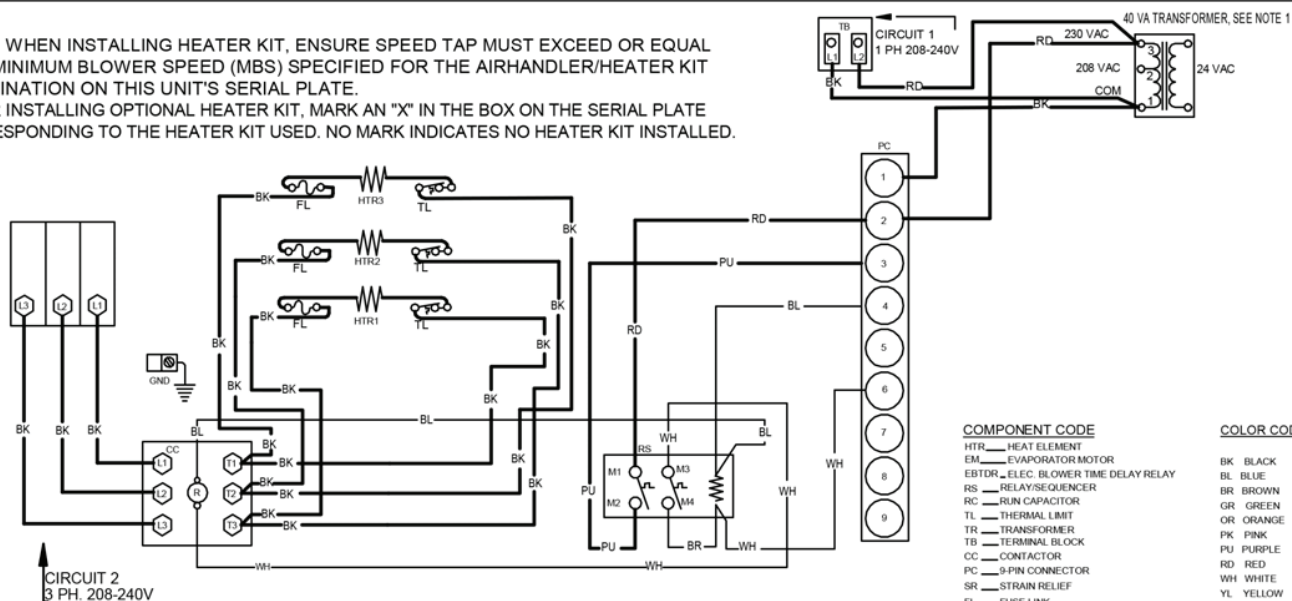 WHEN INSTALLING HEATER KIT, ENSURE SPEED TAP MUST EXCEED OR EQUAL
MINIMUM BLOWER SPEED (MBS) SPECIFIED FOR THE AIRHANDLER/HEATER KIT
ON THIS UNIT'S SERIAL PLATE.
INSTALLING OPTIONAL HEATER KIT, MARK AN "X" IN THE BOX ON THE SERIAL PLATE
TO THE HEATER KIT USED. NO MARK INDICATES NO HEATER KIT INSTALLED.
40 VA TRANSFORMER, SEE NOTE 1
TB
L1 L2
CIRCUIT 1
1 PH 208-240V
BK
RD
RD
230 VAC
208 VAC
COM
BK
3
2
1
24 VAC
PC
1
2
3
4
5
6
7
8
9
BK
FL
HTR3
TL
BK
BK
FL
HTR2
TL
BK
BK
FL
HTR1
TL
BK
L3 L2 L1
GND
BK
BK
BK
BK
BK
BK
BK
BK
BK
BK
BL
BL
BL
CC
L1
L2
L3
R
T1
T2
T3
BK
BK
BK
BK
BK
BK
RD
RD
PU
PU
PU
BL
RS
M1
M2
M3
M4
WH
WH
WH
BR
WH
WH
WH
CIRCUIT 2
3 PH. 208-240V
COMPONENT CODE
HTR HEAT ELEMENT
EM EVAPORATOR MOTOR
EBTDR ELEC. BLOWER TIME DELAY RELAY
RS RELAY/SEQUENCER
RC RUN CAPACITOR
TL THERMAL LIMIT
TR TRANSFORMER
TB TERMINAL BLOCK
CC CONTACTOR
PC 9-PIN CONNECTOR
SR STRAIN RELIEF
FL FUSE LINK
COLOR COD
BK BLACK
BL BLUE
BR BROWN
GR GREEN
OR ORANGE
PK PINK
PU PURPLE
RD RED
WH WHITE
YL YELLOW